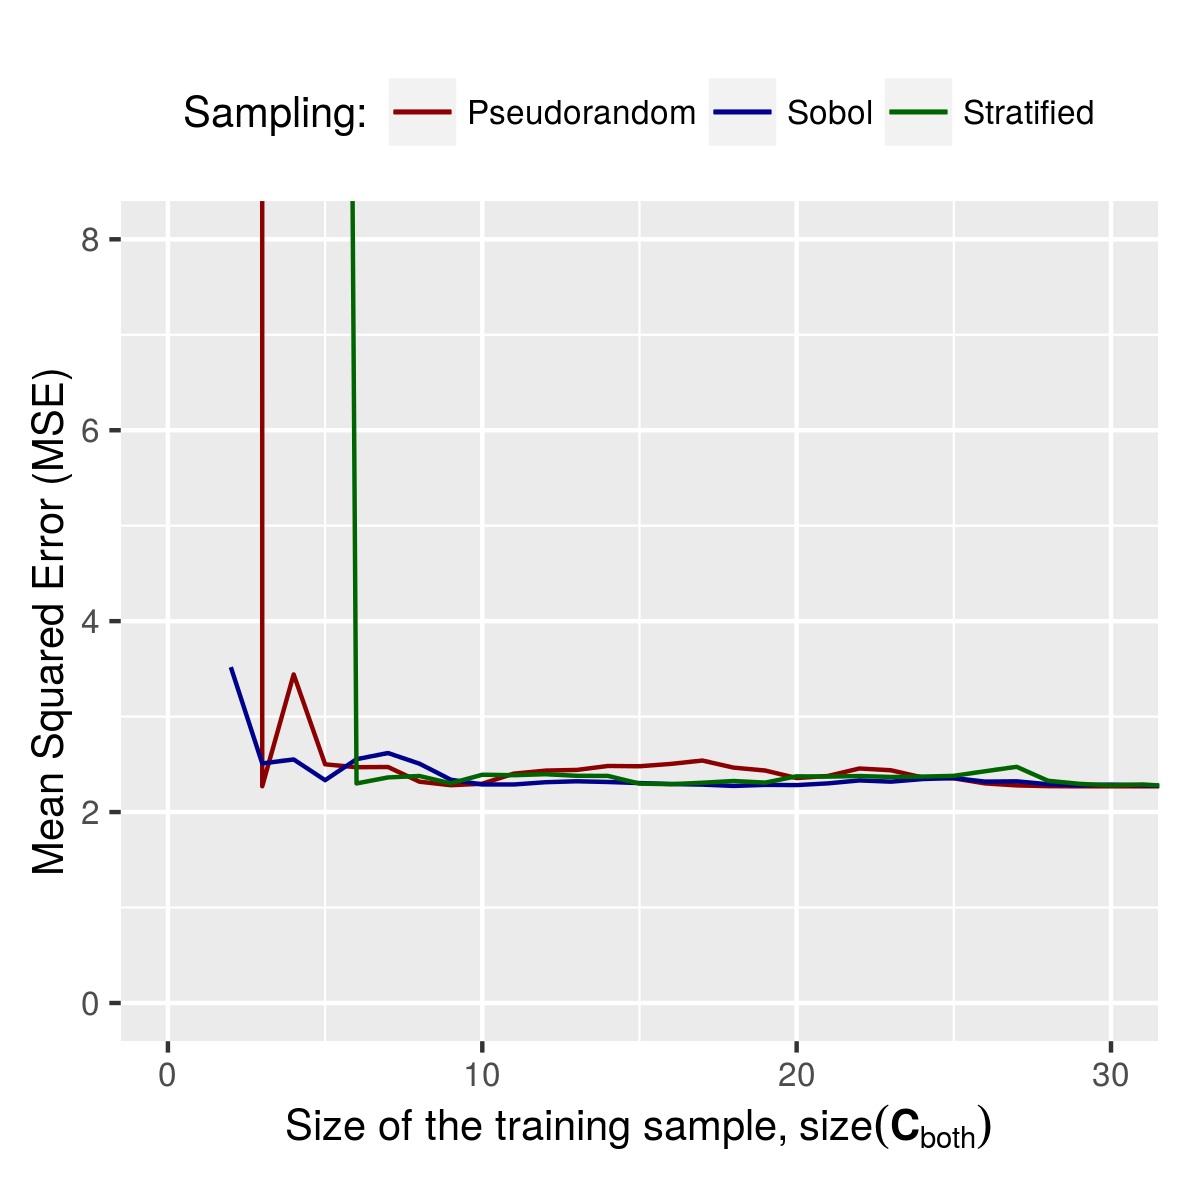 Sampling: Pseudorandom Sobol Stratified
8
6
4
2
0
Mean Squared Error (MSE)
0 10 20 30
Size of the training sample, size(C_both)